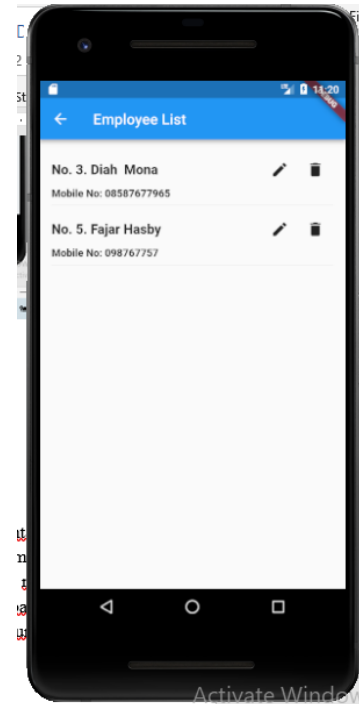 11:20
DEBUG
Employee List
No. 3. Diah Mona
Mobile No: 08587677965
No. 5. Fajar Hasby
Mobile No: 098767757
Activate Window